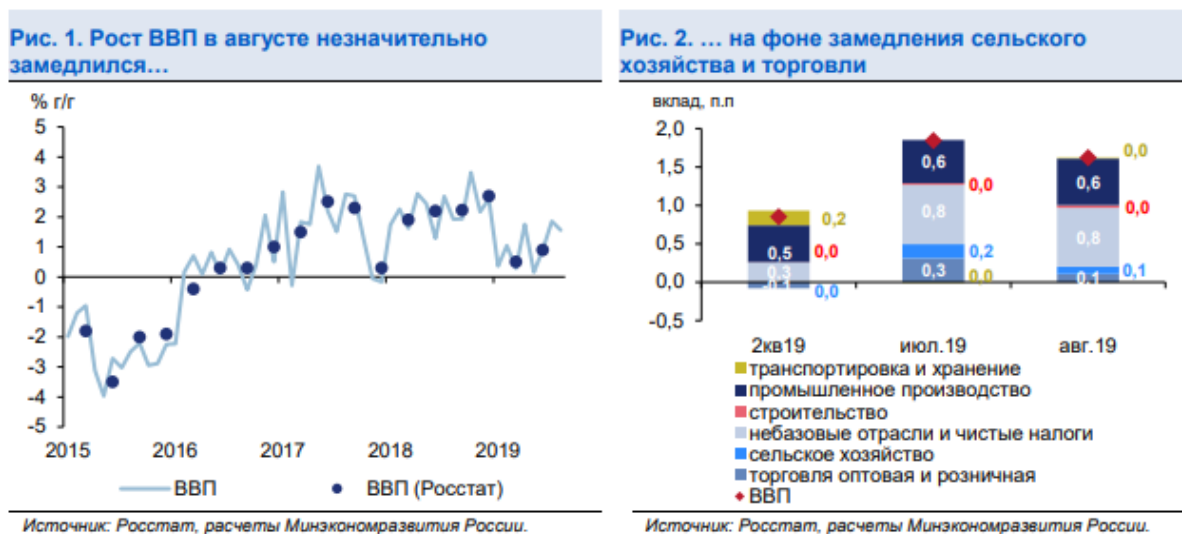 Рис. 1. Рост ВВП в августе незначительно
замедлился…
% г/г
5
4
3
2
1
0
-1
-2
-3
-4
-5
2015 2016 2017 2018 2019
ВВП ВВП (Росстат)
Источник: Росстат, расчеты Минэкономразвития России.
Рис. 2. … на фоне замедления сельского
хозяйства и торговли
вклад, п.п
2,0
1,5
1,0
0,5
0,0
-0,5
0,2
0,5
0,0
0,3
-0,1
0,0
0,6
0,0
0,8
0,2
0,3
0,0
0,0
0,6
0,0
0,8
0,1
0,1
2кв19 июл.19 авг.19
транспортировка и хранение
промышленное производство
строительство
небазовые отрасли и чистые налоги
сельское хозяйство
торговля оптовая и розничная
ВВП
Источник: Росстат, расчеты Минэкономразвития России.